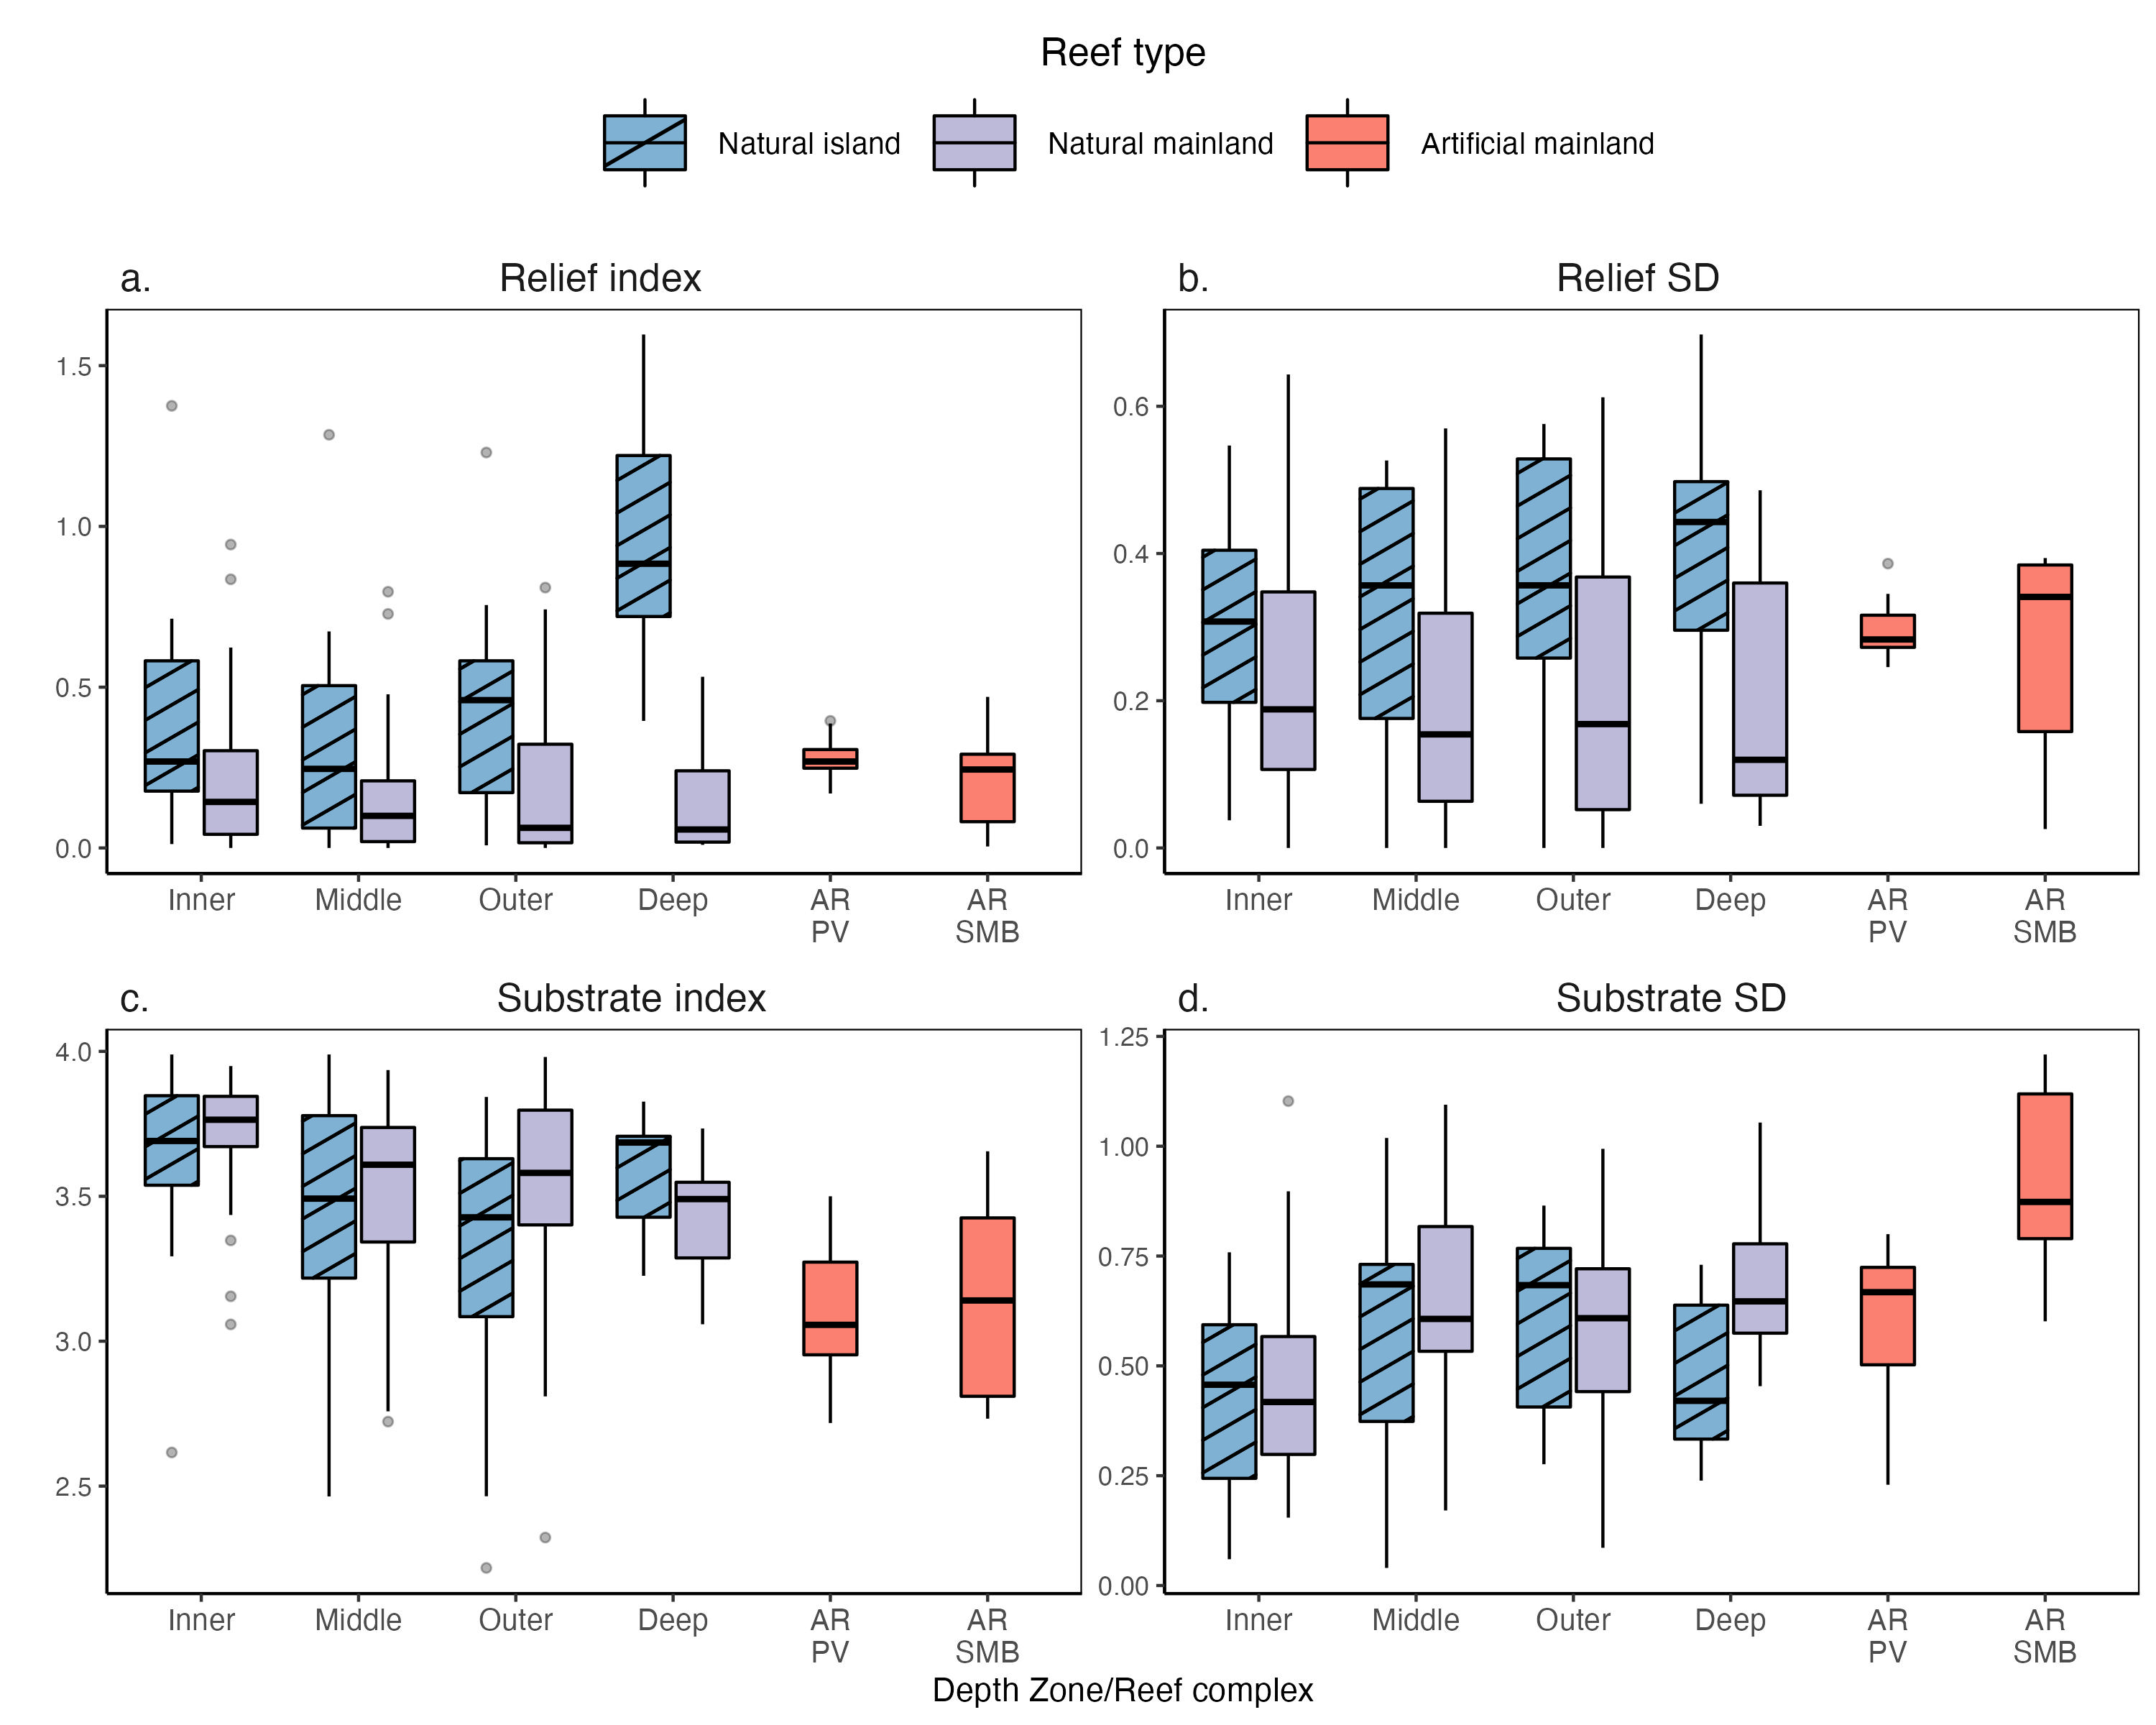 Reef type
Natural island Natural mainland Artificial mainland
a. Relief index
1.5
1.0
0.5
0.0
Inner Middle Outer Deep AR PV AR SMB
b. Relief SD
0.6
0.4
0.2
0.0
Inner Middle Outer Deep AR PV AR SMB
c. Substrate index
4.0
3.5
3.0
2.5
Inner Middle Outer Deep AR PV AR SMB
d. Substrate SD
1.25
1.00
0.75
0.50
0.25
0.00
Inner Middle Outer Deep AR PV AR SMB
Depth Zone/Reef complex